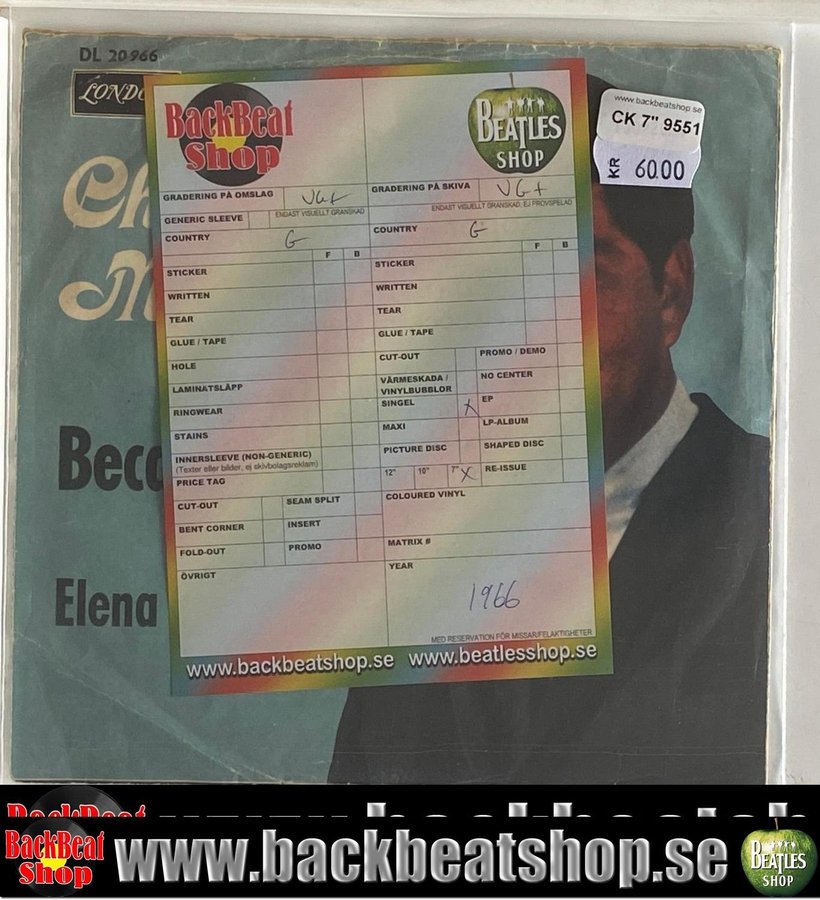 DL 20966
LONDO
Ch
M
Beca
Elena
www.backbeatshop.se
CK 7" 9551
KR 60.00
BackBeat
Shop
BEATLES
SHOP
GRADERING PÅ OMSLAG VG+
ENDAST VISUELLT GRANSKAD
GENERIC SLEEVE
COUNTRY G
F B
STICKER
WRITTEN
TEAR
GLUE / TAPE
HOLE
LAMINATSLÄPP
RINGWEAR
STAINS
INNERSLEEVE (NON-GENERIC)
(Texter eller bilder, ej skivbolagsreklam)
PRICE TAG
CUT-OUT SEAM SPLIT
BENT CORNER INSERT
FOLD-OUT PROMO
ÖVRIGT
GRADERING PÅ SKIVA VG+
ENDAST VISUELLT GRANSKAD, EJ PROVSPELAD
COUNTRY G
F B
STICKER
WRITTEN
TEAR
GLUE / TAPE
CUT-OUT PROMO / DEMO
VÄRMESKADA /
VINYLBUBBLOR NO CENTER
SINGEL X EP
MAXI LP-ALBUM
PICTURE DISC SHAPED DISC
12" 10" 7" X RE-ISSUE
COLOURED VINYL
MATRIX #
YEAR
1966
MED RESERVATION FÖR MISSAR/FELAKTIGHETER
www.backbeatshop.se www.beatlesshop.se
BackBeat
BackBeat
Shop
www.backbeatshop.se
BEATLES
SHOP